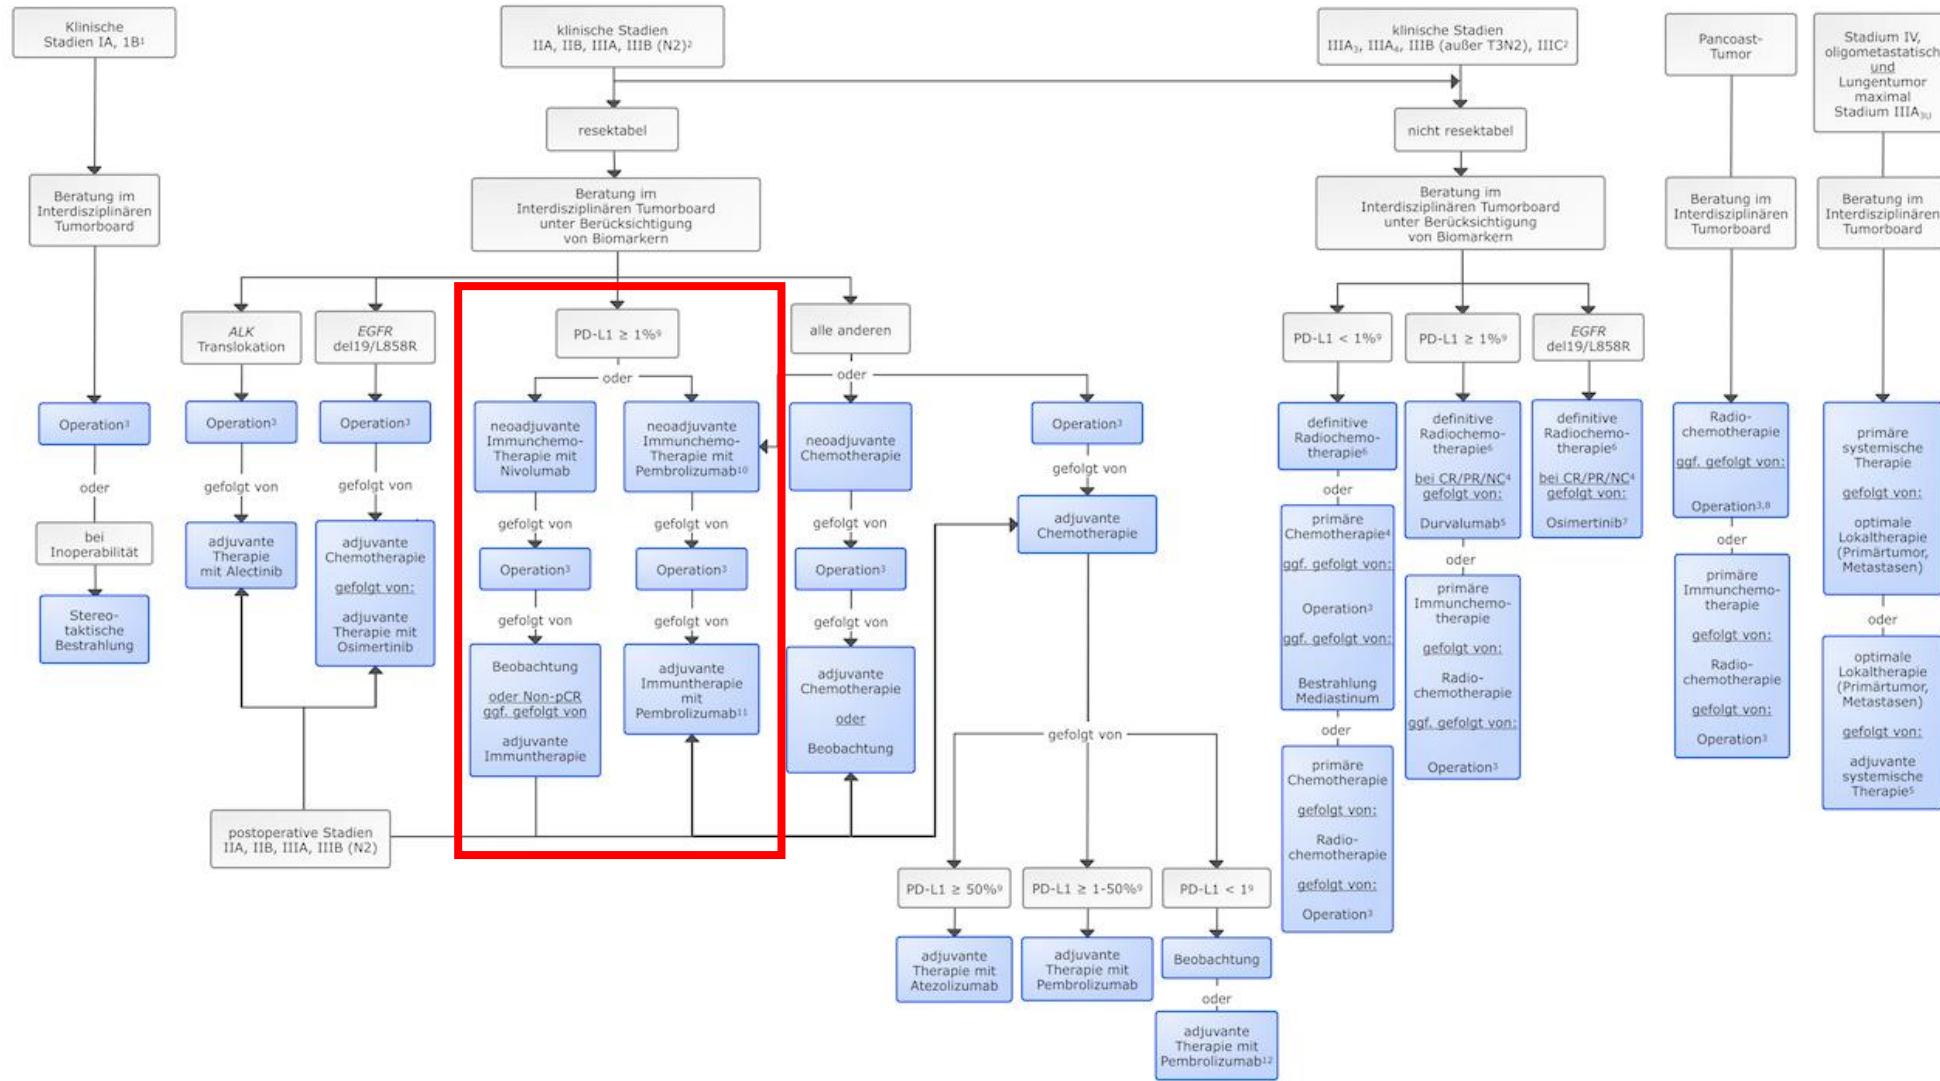 Klinische
Stadien IA, 1B¹
klinische Stadien
IIA, IIB, IIIA, IIIB (N2)²
klinische Stadien
IIIA₃, IIIA₄, IIIB (außer T3N2), IIIC²
Pancoast-
Tumor
Stadium IV,
oligometastatisch
und
Lungentumor
maximal
Stadium IIIA₃₍ᵢ₎
resektabel
nicht resektabel
Beratung im
Interdisziplinären
Tumorboard
Beratung im
Interdisziplinären Tumorboard
unter Berücksichtigung
von Biomarkern
Beratung im
Interdisziplinären Tumorboard
unter Berücksichtigung
von Biomarkern
Beratung im
Interdisziplinären
Tumorboard
Beratung im
Interdisziplinären
Tumorboard
ALK
Translokation
EGFR
del19/L858R
PD-L1 ≥ 1%⁹
alle anderen
PD-L1 < 1%⁹
PD-L1 ≥ 1%⁹
EGFR
del19/L858R
oder
oder
Operation³
oder
bei
Inoperabilität
Stereo-
taktische
Bestrahlung
Operation³
gefolgt von
adjuvante
Therapie
mit Alectinib
Operation³
gefolgt von
adjuvante
Chemotherapie
gefolgt von:
adjuvante
Therapie mit
Osimertinib
neoadjuvante
Immunchemo-
Therapie mit
Nivolumab
gefolgt von
Operation³
gefolgt von
Beobachtung
oder Non-pCR
ggf. gefolgt von
adjuvante
Immuntherapie
neoadjuvante
Immunchemo-
Therapie mit
Pembrolizumab¹⁰
gefolgt von
Operation³
gefolgt von
adjuvante
Immuntherapie
mit
Pembrolizumab¹¹
neoadjuvante
Chemotherapie
gefolgt von
Operation³
gefolgt von
adjuvante
Chemotherapie
oder
Beobachtung
Operation³
gefolgt von
adjuvante
Chemotherapie
gefolgt von
postoperative Stadien
IIA, IIB, IIIA, IIIB (N2)
PD-L1 ≥ 50%⁹
PD-L1 ≥ 1-50%⁹
PD-L1 < 1⁹
adjuvante
Therapie mit
Atezolizumab
adjuvante
Therapie mit
Pembrolizumab
Beobachtung
oder
adjuvante
Therapie mit
Pembrolizumab¹²
definitive
Radiochemo-
therapie⁶
oder
primäre
Chemotherapie⁴
ggf. gefolgt von:
Operation³
ggf. gefolgt von:
Bestrahlung
Mediastinum
oder
primäre
Chemotherapie
gefolgt von:
Radio-
chemotherapie
gefolgt von:
Operation³
definitive
Radiochemo-
therapie⁶
bei CR/PR/NC⁴
gefolgt von:
Durvalumab⁵
oder
primäre
Immunchemo-
therapie
gefolgt von:
Radio-
chemotherapie
ggf. gefolgt von:
Operation³
definitive
Radiochemo-
therapie⁶
bei CR/PR/NC⁴
gefolgt von:
Osimertinib⁷
Radio-
chemotherapie
ggf. gefolgt von:
Operation³,⁸
oder
primäre
Immunchemo-
therapie
gefolgt von:
Radio-
chemotherapie
gefolgt von:
Operation³
primäre
systemische
Therapie
gefolgt von:
optimale
Lokaltherapie
(Primärtumor,
Metastasen)
oder
optimale
Lokaltherapie
(Primärtumor,
Metastasen)
gefolgt von:
adjuvante
systemische
Therapie⁵